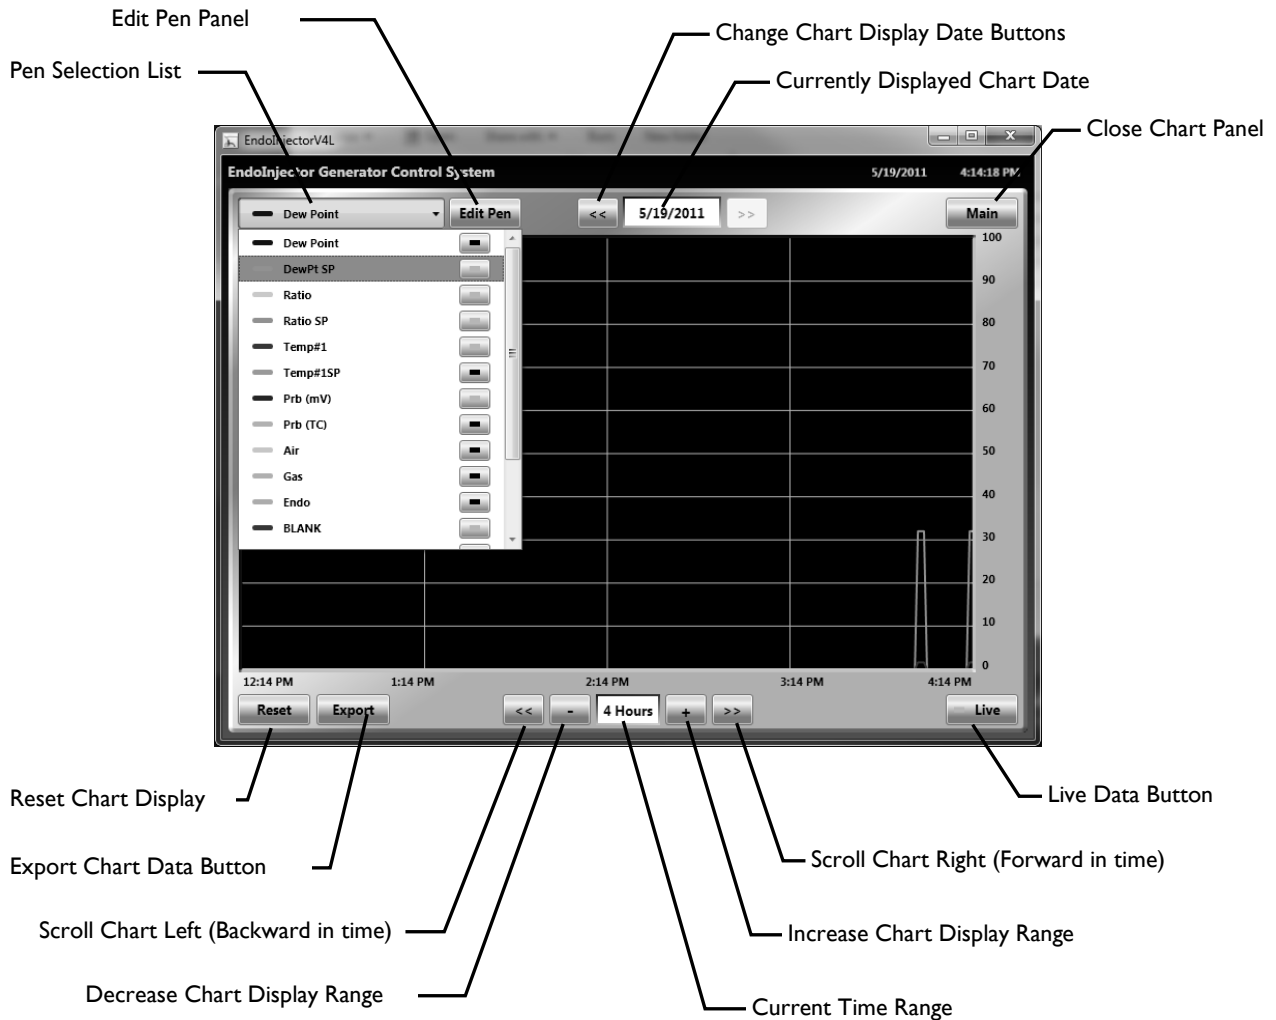 Edit Pen Panel
Change Chart Display Date Buttons
Pen Selection List
Currently Displayed Chart Date
Close Chart Panel
EndoInjectorV4L
EndoInjector Generator Control System
5/19/2011 4:14:18 PM
Dew Point
Edit Pen
<< 5/19/2011 >>
Main
Dew Point
DewPt SP
Ratio
Ratio SP
Temp#1
Temp#1SP
Prb (mV)
Prb (TC)
Air
Gas
Endo
BLANK
100
90
80
70
60
50
40
30
20
10
0
12:14 PM 1:14 PM 2:14 PM 3:14 PM 4:14 PM
Reset Export << - 4 Hours + >> Live
Reset Chart Display
Live Data Button
Export Chart Data Button
Scroll Chart Right (Forward in time)
Scroll Chart Left (Backward in time)
Increase Chart Display Range
Decrease Chart Display Range
Current Time Range